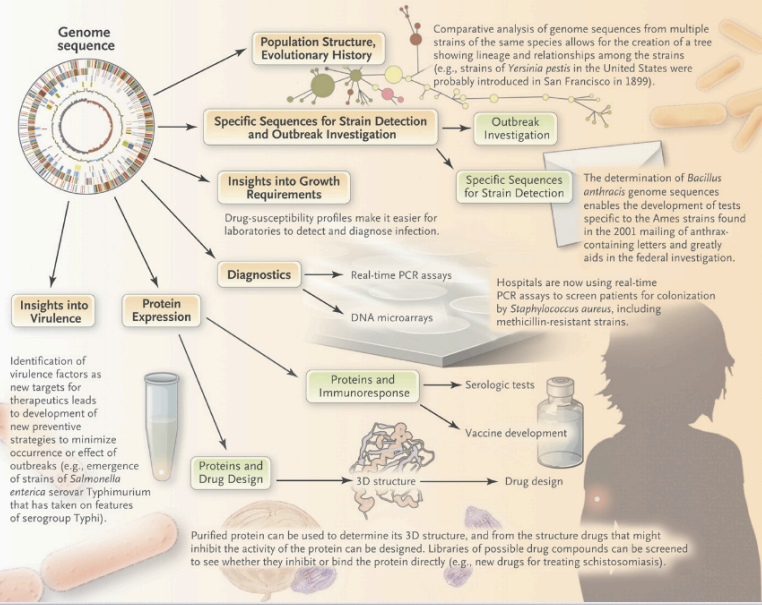 Genome
sequence
Population Structure,
Evolutionary History
Comparative analysis of genome sequences from multiple
strains of the same species allows for the creation of a tree
showing lineage and relationships among the strains
(e.g., strains of Yersinia pestis in the United States were
probably introduced in San Francisco in 1899).
Specific Sequences for Strain Detection
and Outbreak Investigation
Outbreak
Investigation
Specific Sequences
for Strain Detection
The determination of Bacillus
anthracis genome sequences
enables the development of tests
specific to the Ames strains found
in the 2001 mailing of anthrax-
containing letters and greatly
aids in the federal investigation.
Insights into Growth
Requirements
Drug-susceptibility profiles make it easier for
laboratories to detect and diagnose infection.
Diagnostics
Real-time PCR assays
DNA microarrays
Hospitals are now using real-time
PCR assays to screen patients for colonization
by Staphylococcus aureus, including
methicillin-resistant strains.
Insights into
Virulence
Identification of
virulence factors as
new targets for
therapeutics leads
to development of
new preventive
strategies to minimize
occurrence or effect of
outbreaks (e.g., emergence
of strains of Salmonella
enterica serovar Typhimurium
that has taken on features
of serogroup Typhi).
Protein
Expression
Proteins and
Immunoresponse
Serologic tests
Vaccine development
Proteins and
Drug Design
3D structure
Drug design
Purified protein can be used to determine its 3D structure, and from the structure drugs that might
inhibit the activity of the protein can be designed. Libraries of possible drug compounds can be screened
to see whether they inhibit or bind the protein directly (e.g., new drugs for treating schistosomiasis).